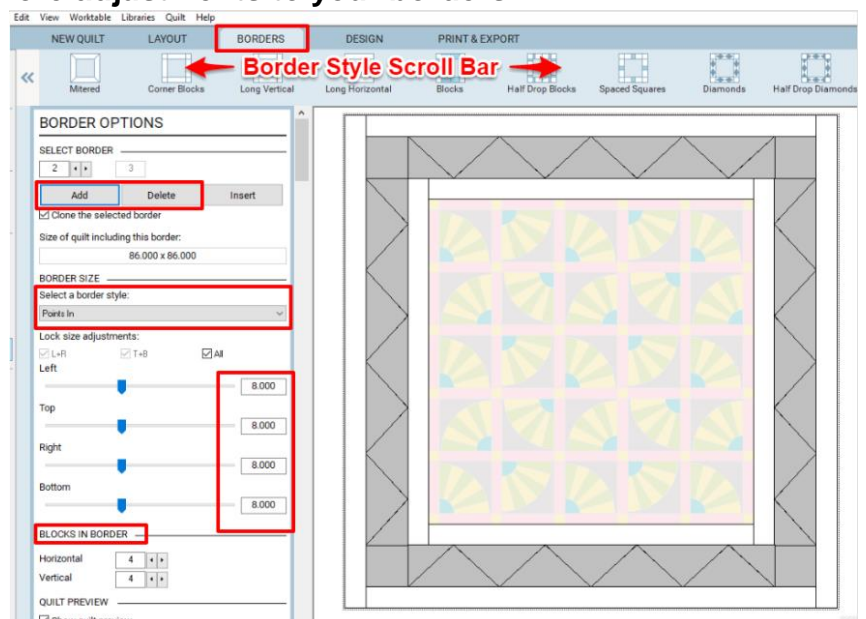 Edit View Worktable Libraries Quilt Help
NEW QUILT LAYOUT BORDERS DESIGN PRINT & EXPORT
Border Style Scroll Bar
Mitered Corner Blocks Long Vertical Long Horizontal Blocks Half Drop Blocks Spaced Squares Diamonds Half Drop Diamonds
BORDER OPTIONS
SELECT BORDER
2 3
Add Delete Insert
Clone the selected border
Size of quilt including this border:
86.000 x 86.000
BORDER SIZE
Select a border style:
Points In
Lock size adjustments:
L+R T+B All
Left
8.000
Top
8.000
Right
8.000
Bottom
8.000
BLOCKS IN BORDER
Horizontal 4
Vertical 4
QUILT PREVIEW